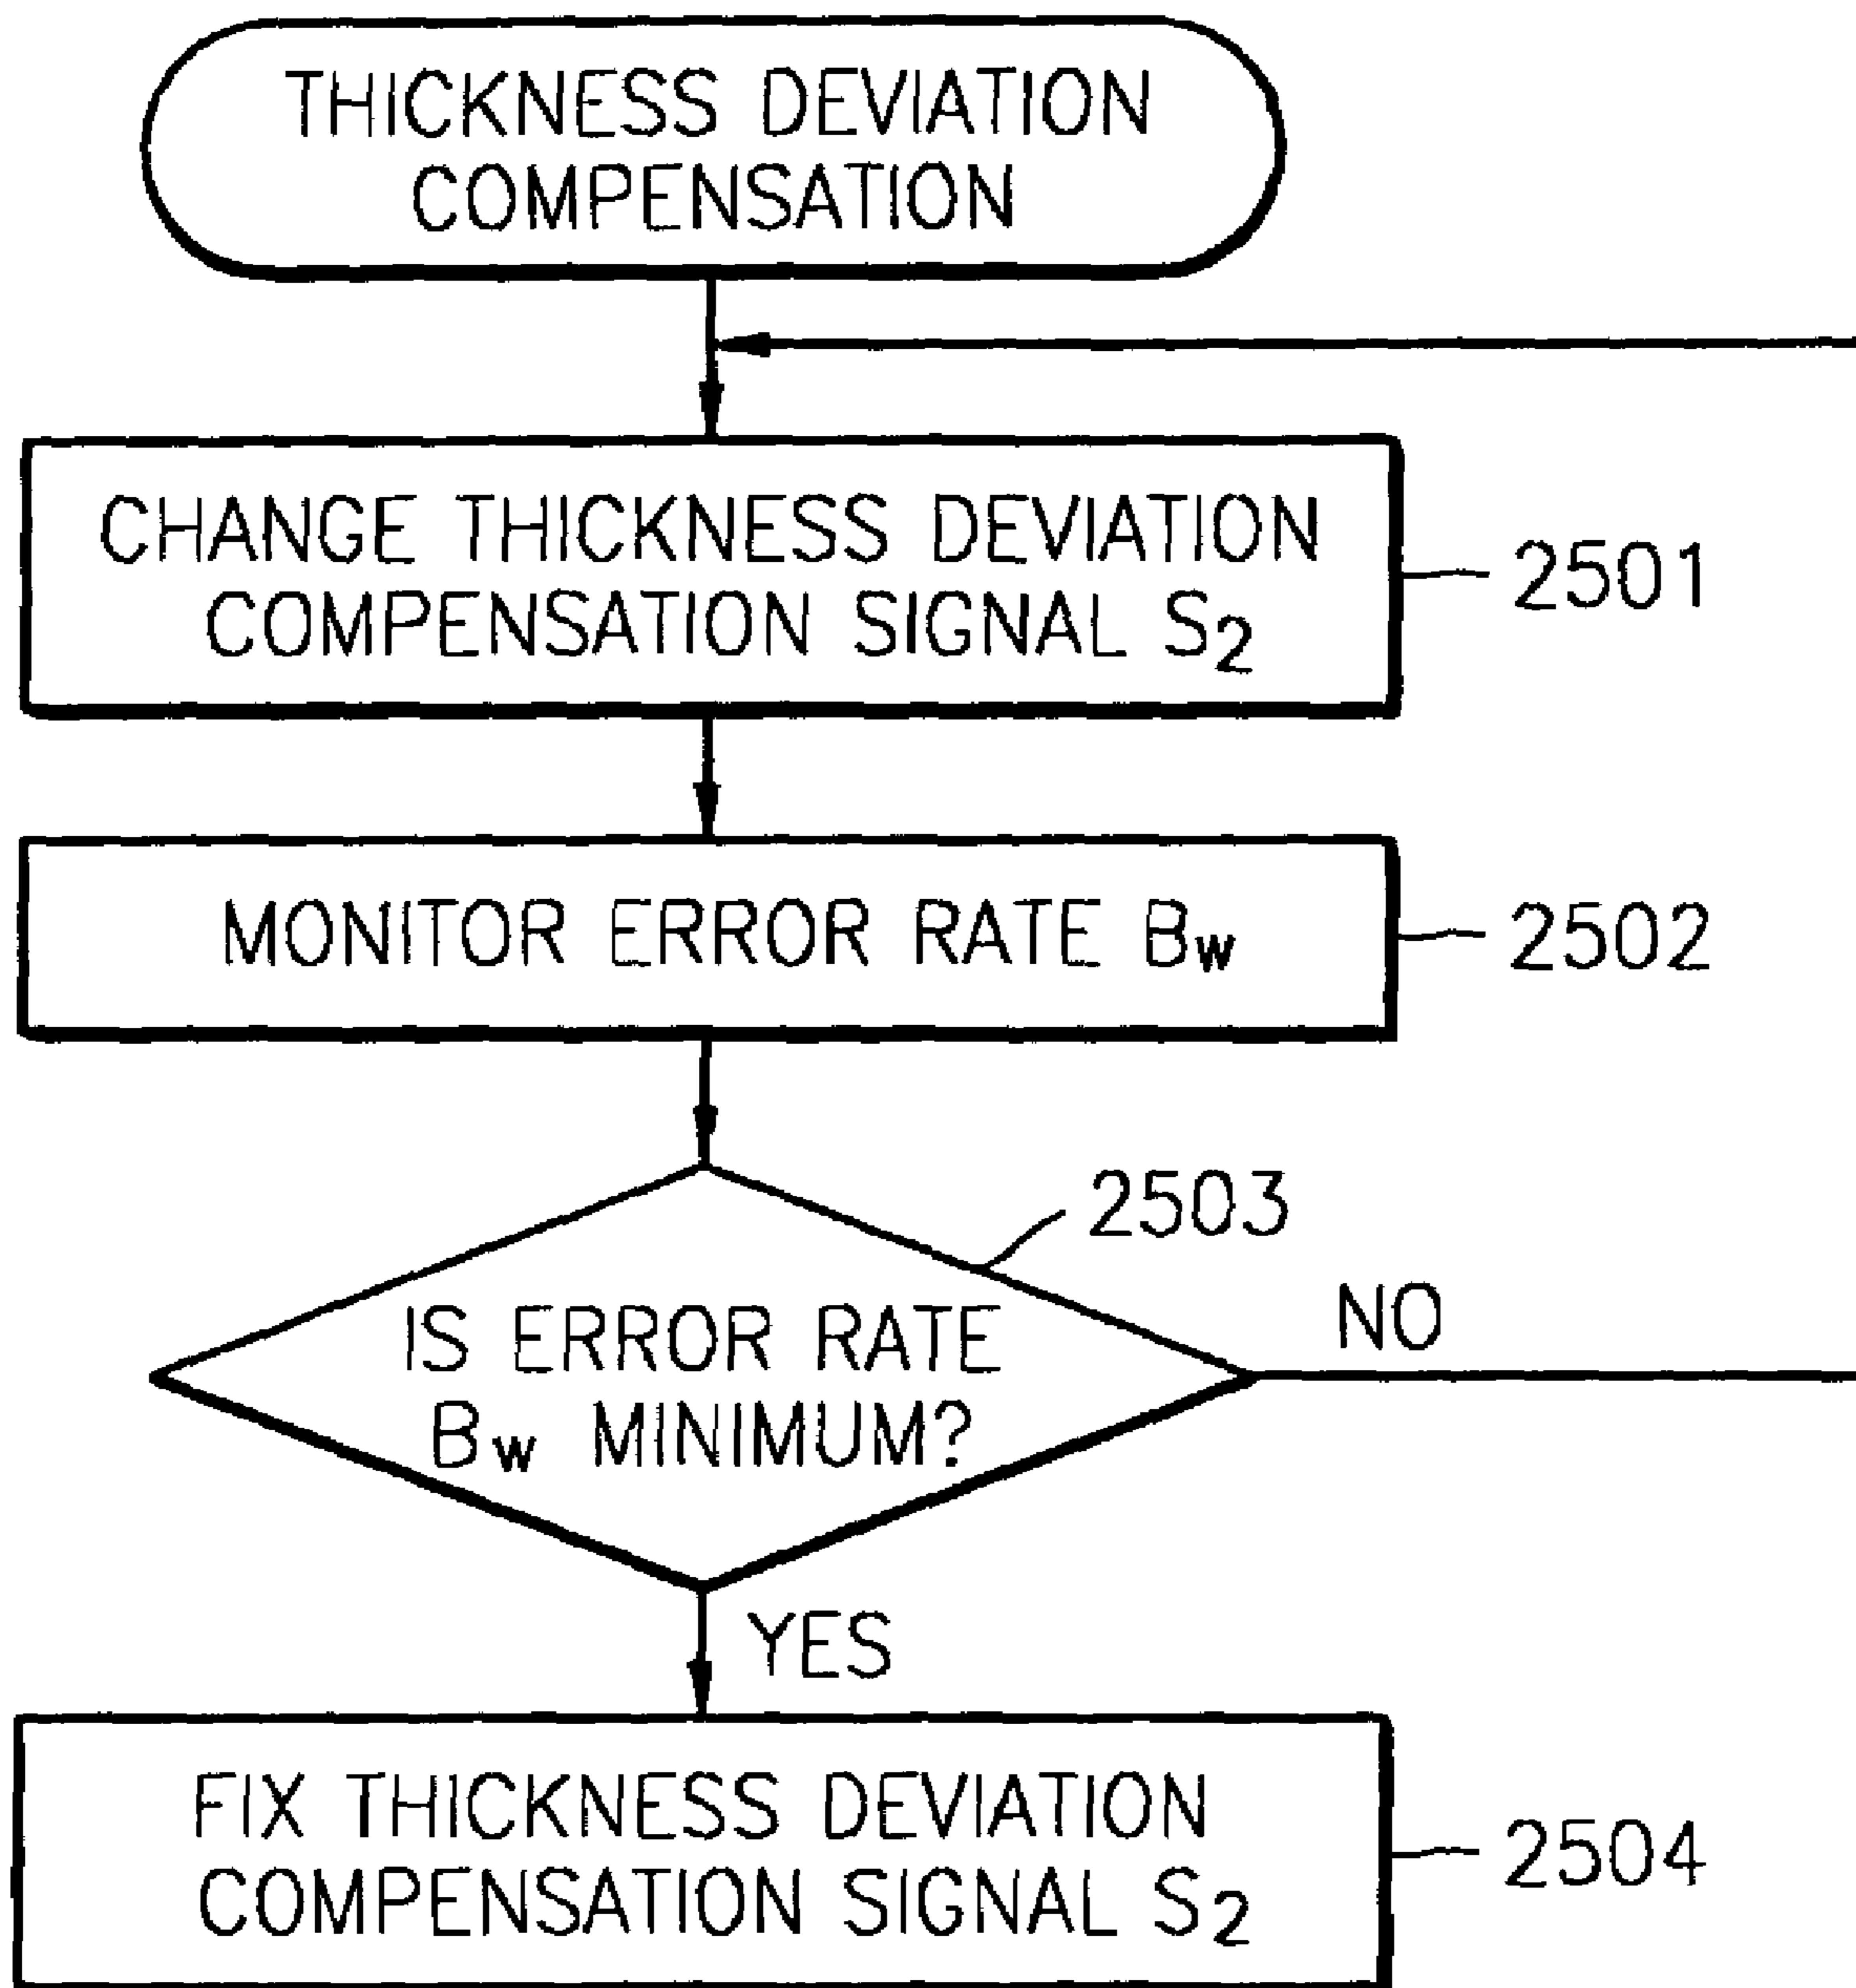 THICKNESS DEVIATION
COMPENSATION
CHANGE THICKNESS DEVIATION
COMPENSATION SIGNAL S2
2501
MONITOR ERROR RATE Bw
2502
2503
IS ERROR RATE
Bw MINIMUM?
NO
YES
FIX THICKNESS DEVIATION
COMPENSATION SIGNAL S2
2504